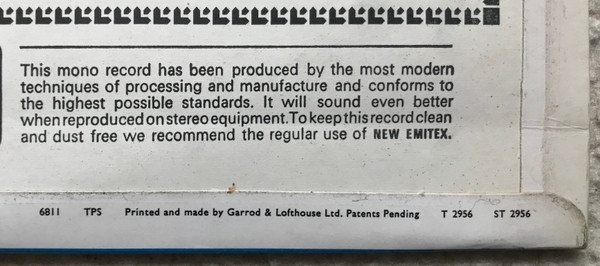 This mono record has been produced by the most modern
techniques of processing and manufacture and conforms to
the highest possible standards. It will sound even better
when reproduced on stereo equipment. To keep this record clean
and dust free we recommend the regular use of NEW EMITEX.
6811 TPS Printed and made by Garrod & Lofthouse Ltd. Patents Pending T 2956 ST 2956